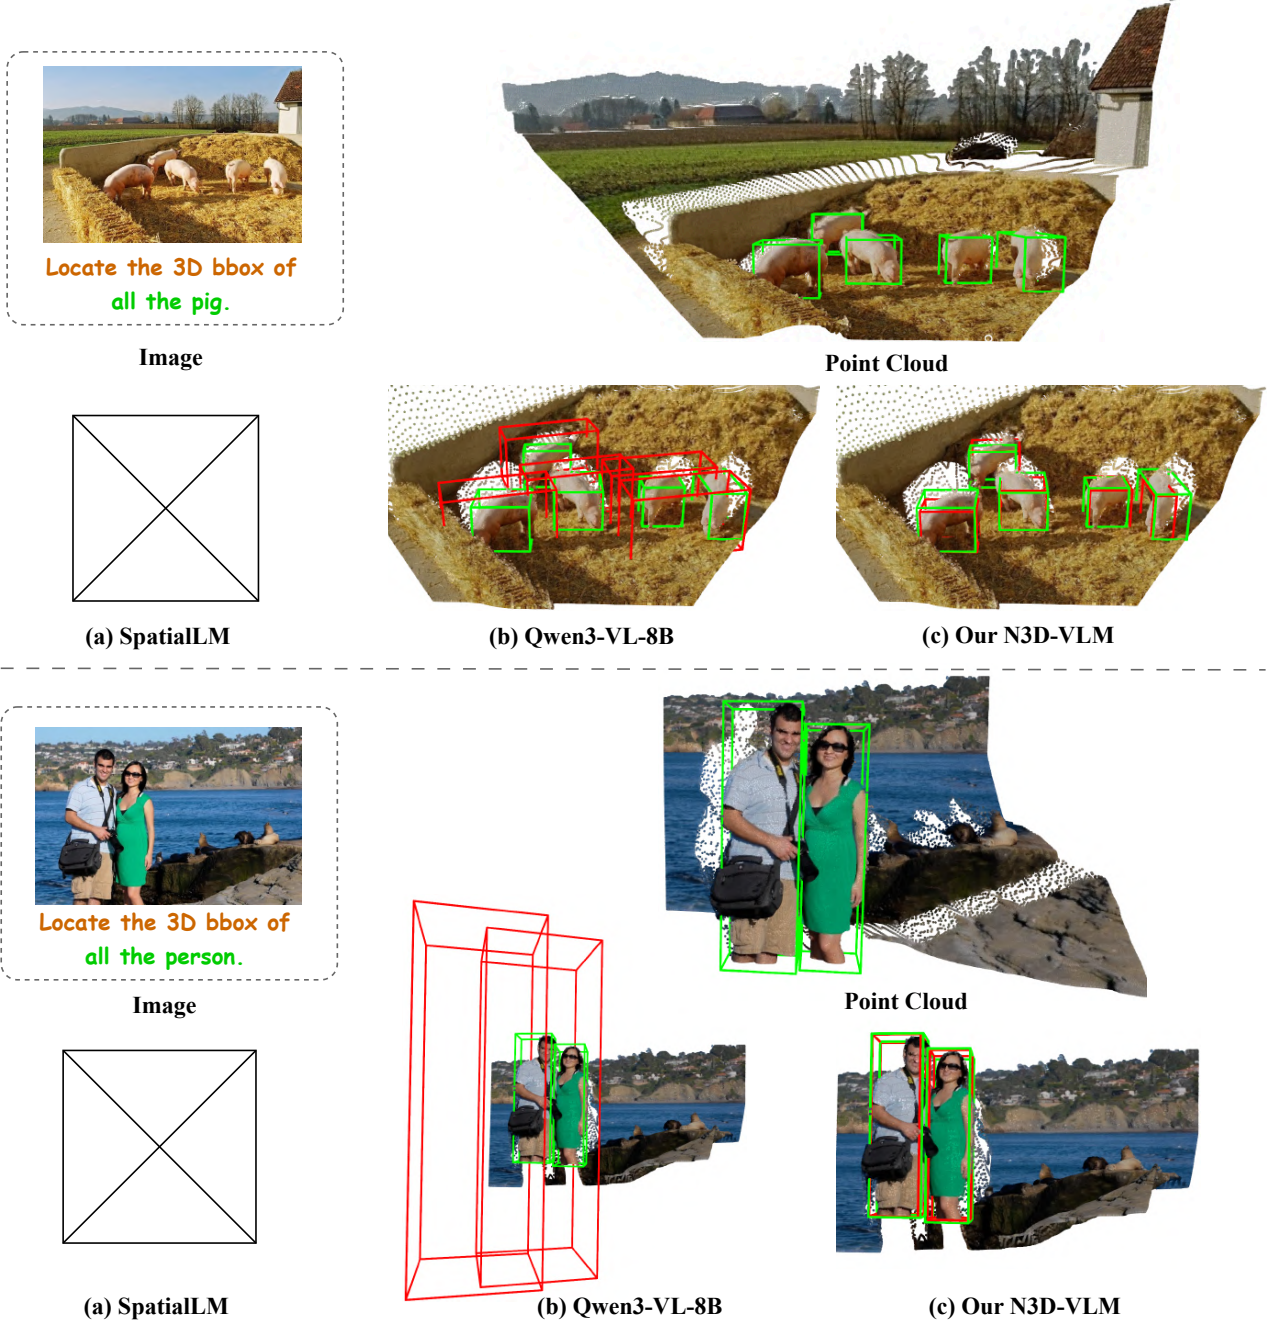 Locate the 3D bbox of
all the pig.
Image
Point Cloud
(a) SpatialLM
(b) Qwen3-VL-8B
(c) Our N3D-VLM
Locate the 3D bbox of
all the person.
Image
Point Cloud
(a) SpatialLM
(b) Qwen3-VL-8B
(c) Our N3D-VLM